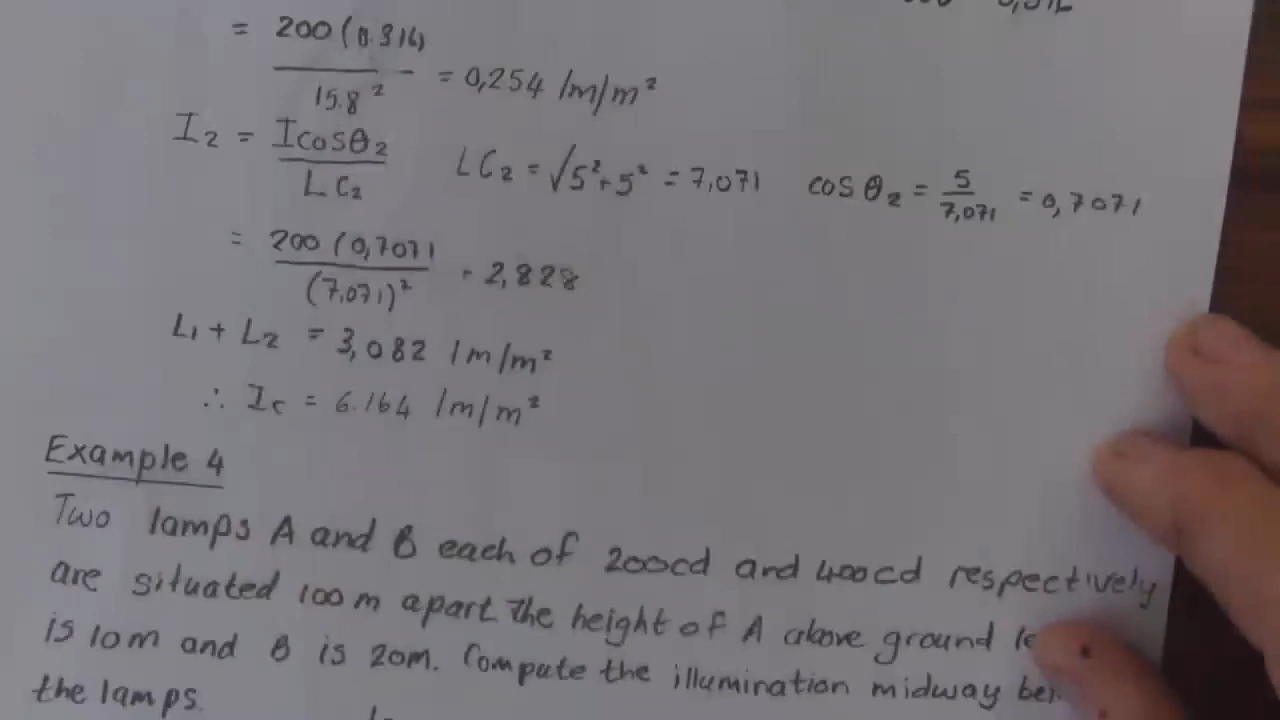 = 200(0.316)
15.8² = 0,254 lm/m²
I₂ = Icosθ₂ LC₂ = √5²+5² = 7,071 cosθ₂ = 5 = 0,7071
LC₂ 7,071
= 200(0,7071
(7,071)² = 2,828
L₁ + L₂ = 3,082 lm/m²
∴ Ic = 6.164 lm/m²
Example 4
Two lamps A and B each of 200cd and 400cd respectively
are situated 100m apart The height of A above ground le
is 10m and B is 20m. Compute the illumination midway be
the lamps.